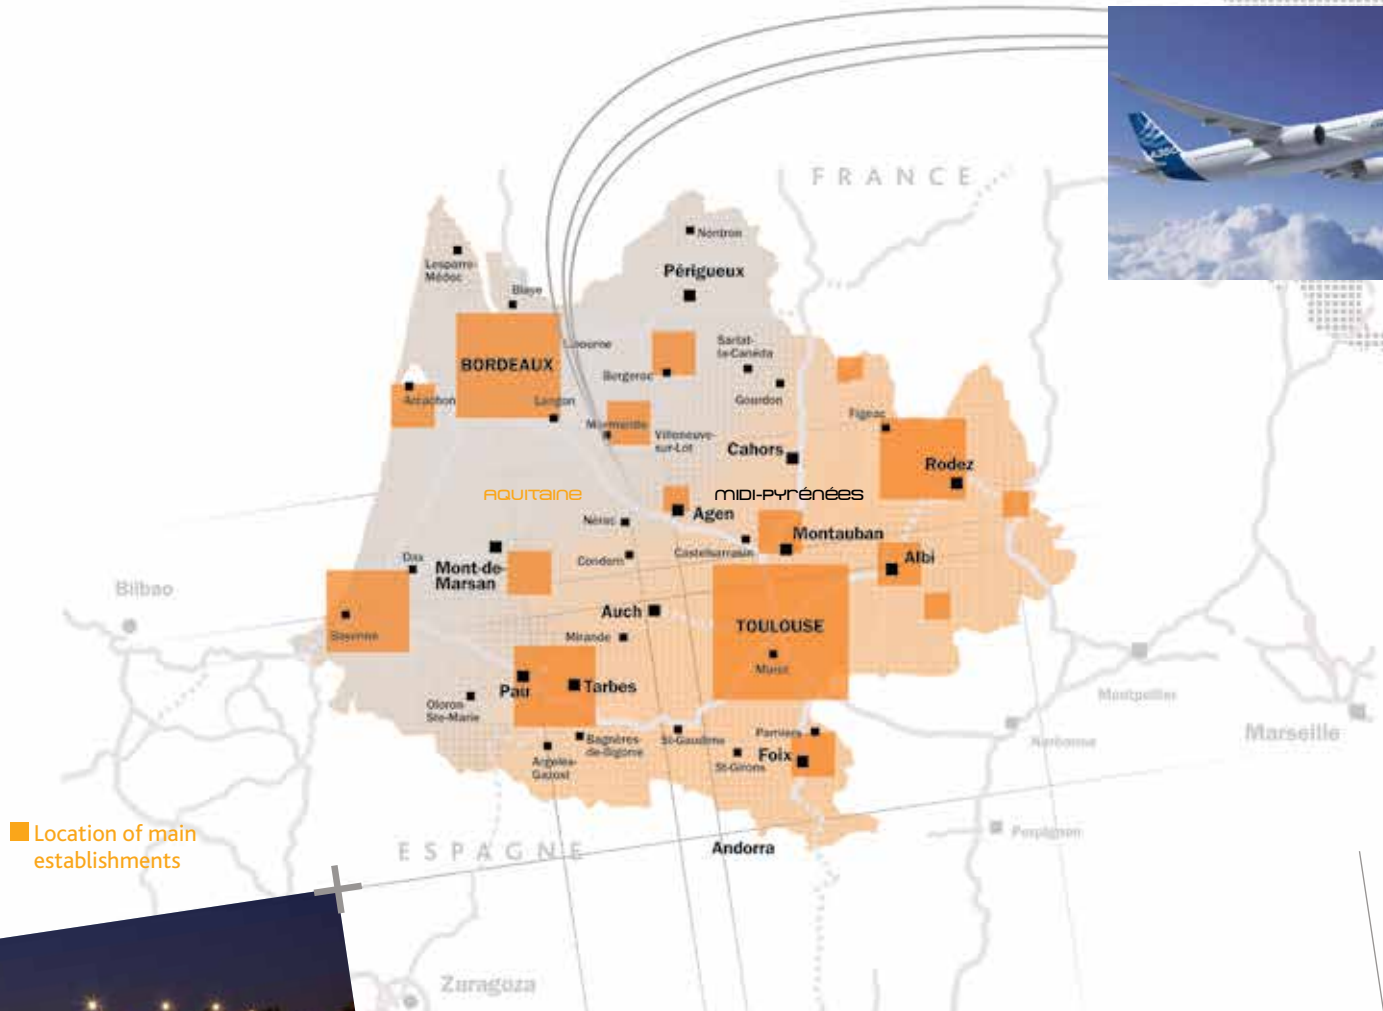 FRANCE
Nontron
Périgueux
Lesparre-
Médoc
Blaye
BORDEAUX
Libourne
Sarlat-
la-Canéda
Bergerac
Gourdon
Arcachon
Langon
Marmande
Villeneuve-
sur-Lot
Figeac
Cahors
Rodez
AQUITAINE
MIDI-PYRÉNÉES
Agen
Nérac
Montauban
Castelsarrasin
Condom
Albi
Dax
Mont-de-
Marsan
Bilbao
Auch
TOULOUSE
Bayonne
Mirande
Muret
Pau
Tarbes
Oloron
Ste-Marie
Montpellier
Marseille
Narbonne
Bagnères-
de-Bigorre
St-Gaudens
Pamiers
Argelès-
Gazost
St-Girons
Foix
Perpignan
Location of main
establishments
ESPAGNE
Andorra
Zaragoza
A350